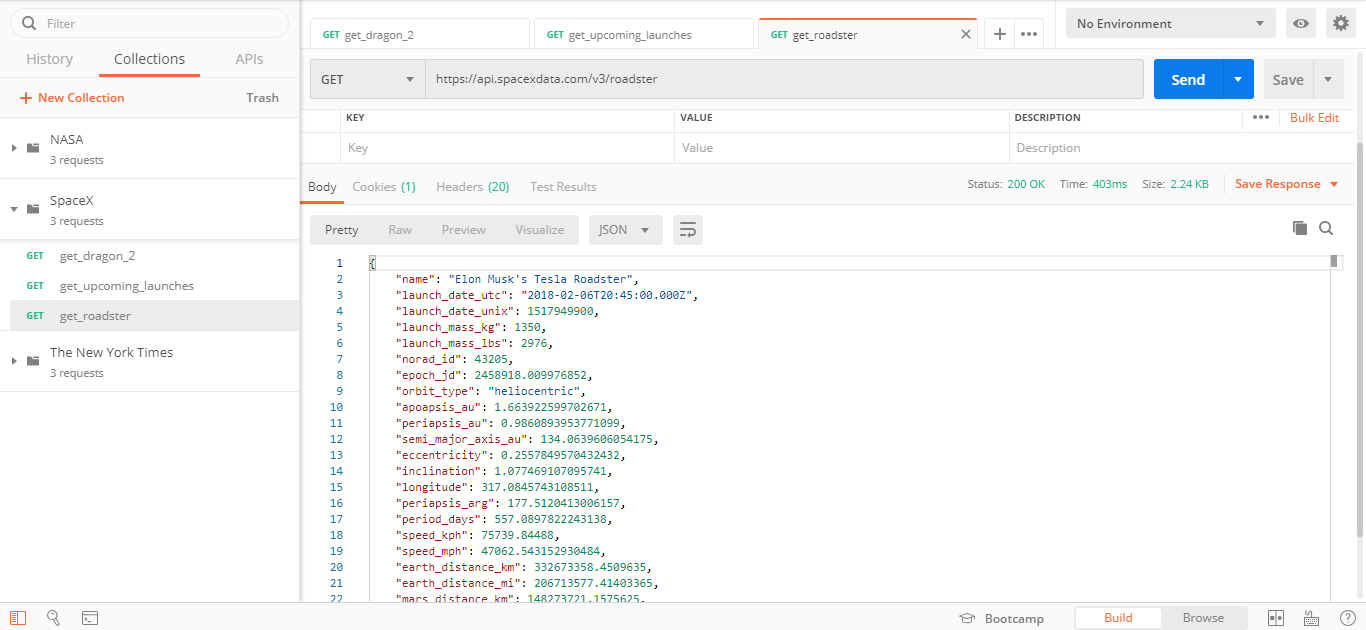 Filter
History Collections APIs
+ New Collection Trash
NASA
3 requests
SpaceX
3 requests
GET get_dragon_2
GET get_upcoming_launches
GET get_roadster
The New York Times
3 requests
GET get_dragon_2 GET get_upcoming_launches GET get_roadster × + ••• No Environment
GET https://api.spacexdata.com/v3/roadster Send Save
KEY VALUE DESCRIPTION ••• Bulk Edit
Key Value Description
Body Cookies (1) Headers (20) Test Results Status: 200 OK Time: 403ms Size: 2.24 KB Save Response
Pretty Raw Preview Visualize JSON
1 {
2 "name": "Elon Musk's Tesla Roadster",
3 "launch_date_utc": "2018-02-06T20:45:00.000Z",
4 "launch_date_unix": 1517949900,
5 "launch_mass_kg": 1350,
6 "launch_mass_lbs": 2976,
7 "norad_id": 43205,
8 "epoch_jd": 2458918.009976852,
9 "orbit_type": "heliocentric",
10 "apoapsis_au": 1.663922599702671,
11 "periapsis_au": 0.9860893953771099,
12 "semi_major_axis_au": 134.0639606054175,
13 "eccentricity": 0.2557849570432432,
14 "inclination": 1.077469107095741,
15 "longitude": 317.0845743108511,
16 "periapsis_arg": 177.5120413006157,
17 "period_days": 557.0897822243138,
18 "speed_kph": 75739.84488,
19 "speed_mph": 47062.543152930484,
20 "earth_distance_km": 332673358.4509635,
21 "earth_distance_mi": 206713577.41403365,
22 "mars_distance_km": 148273721.1575625,
Bootcamp Build Browse